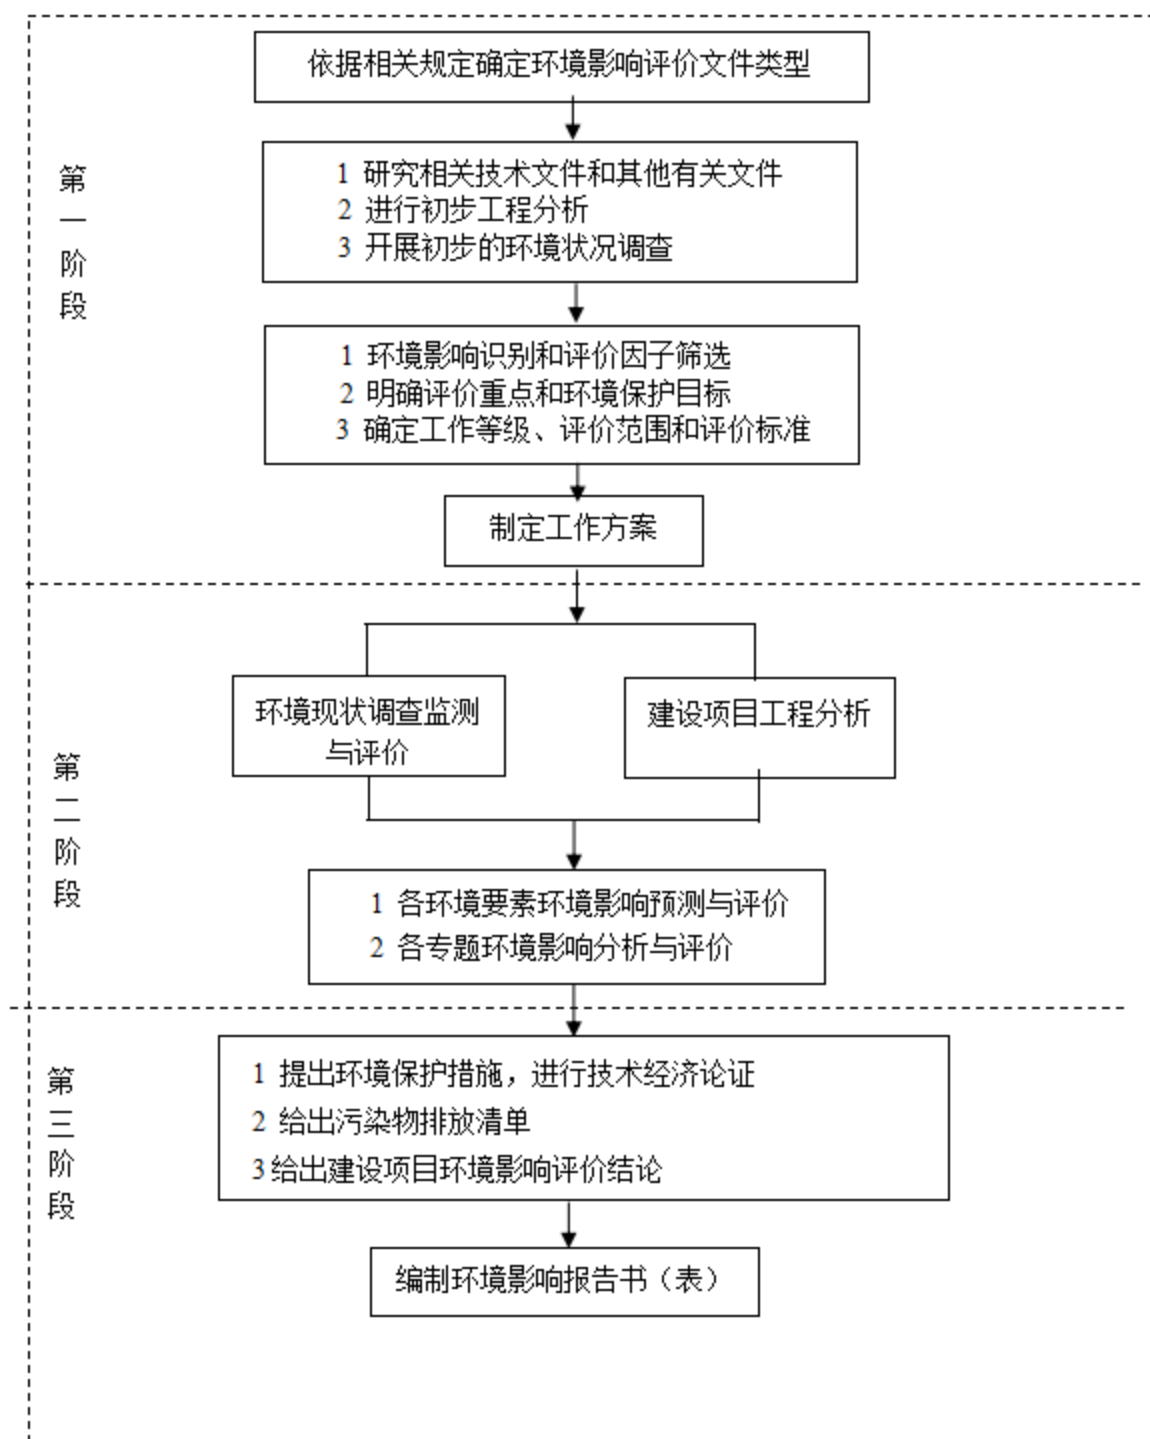 依据相关规定确定环境影响评价文件类型
第一阶段
1 研究相关技术文件和其他有关文件
2 进行初步工程分析
3 开展初步的环境状况调查
1 环境影响识别和评价因子筛选
2 明确评价重点和环境保护目标
3 确定工作等级、评价范围和评价标准
制定工作方案
第二阶段
环境现状调查监测
与评价
建设项目工程分析
1 各环境要素环境影响预测与评价
2 各专题环境影响分析与评价
第三阶段
1 提出环境保护措施，进行技术经济论证
2 给出污染物排放清单
3给出建设项目环境影响评价结论
编制环境影响报告书（表）